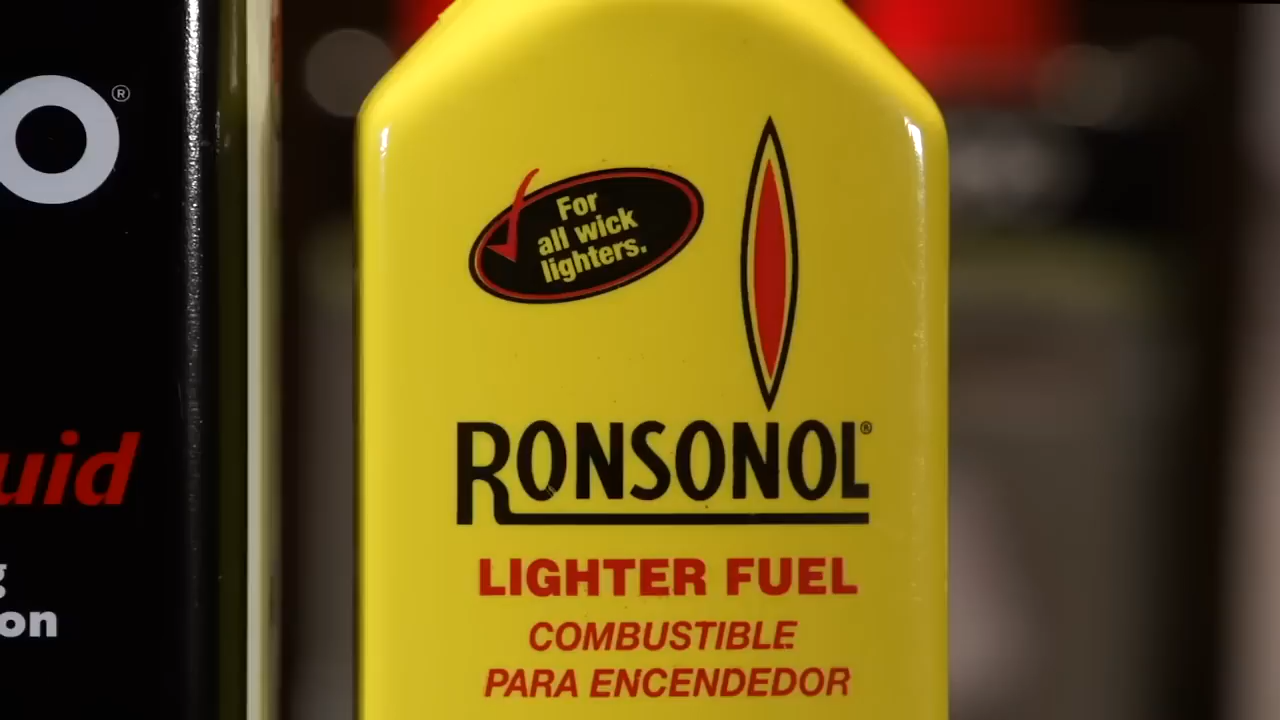 O®
uid
on
For
all wick
lighters.
RONSONOL®
LIGHTER FUEL
COMBUSTIBLE
PARA ENCENDEDOR